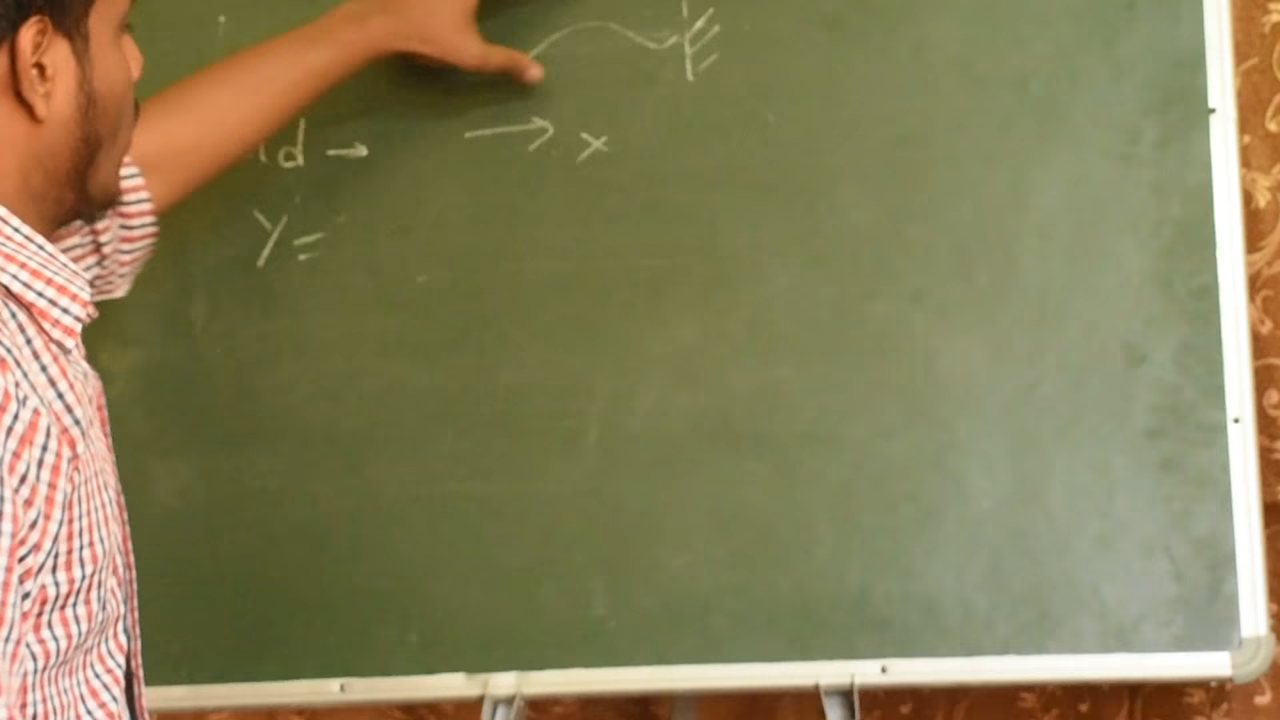 d → → x
y =